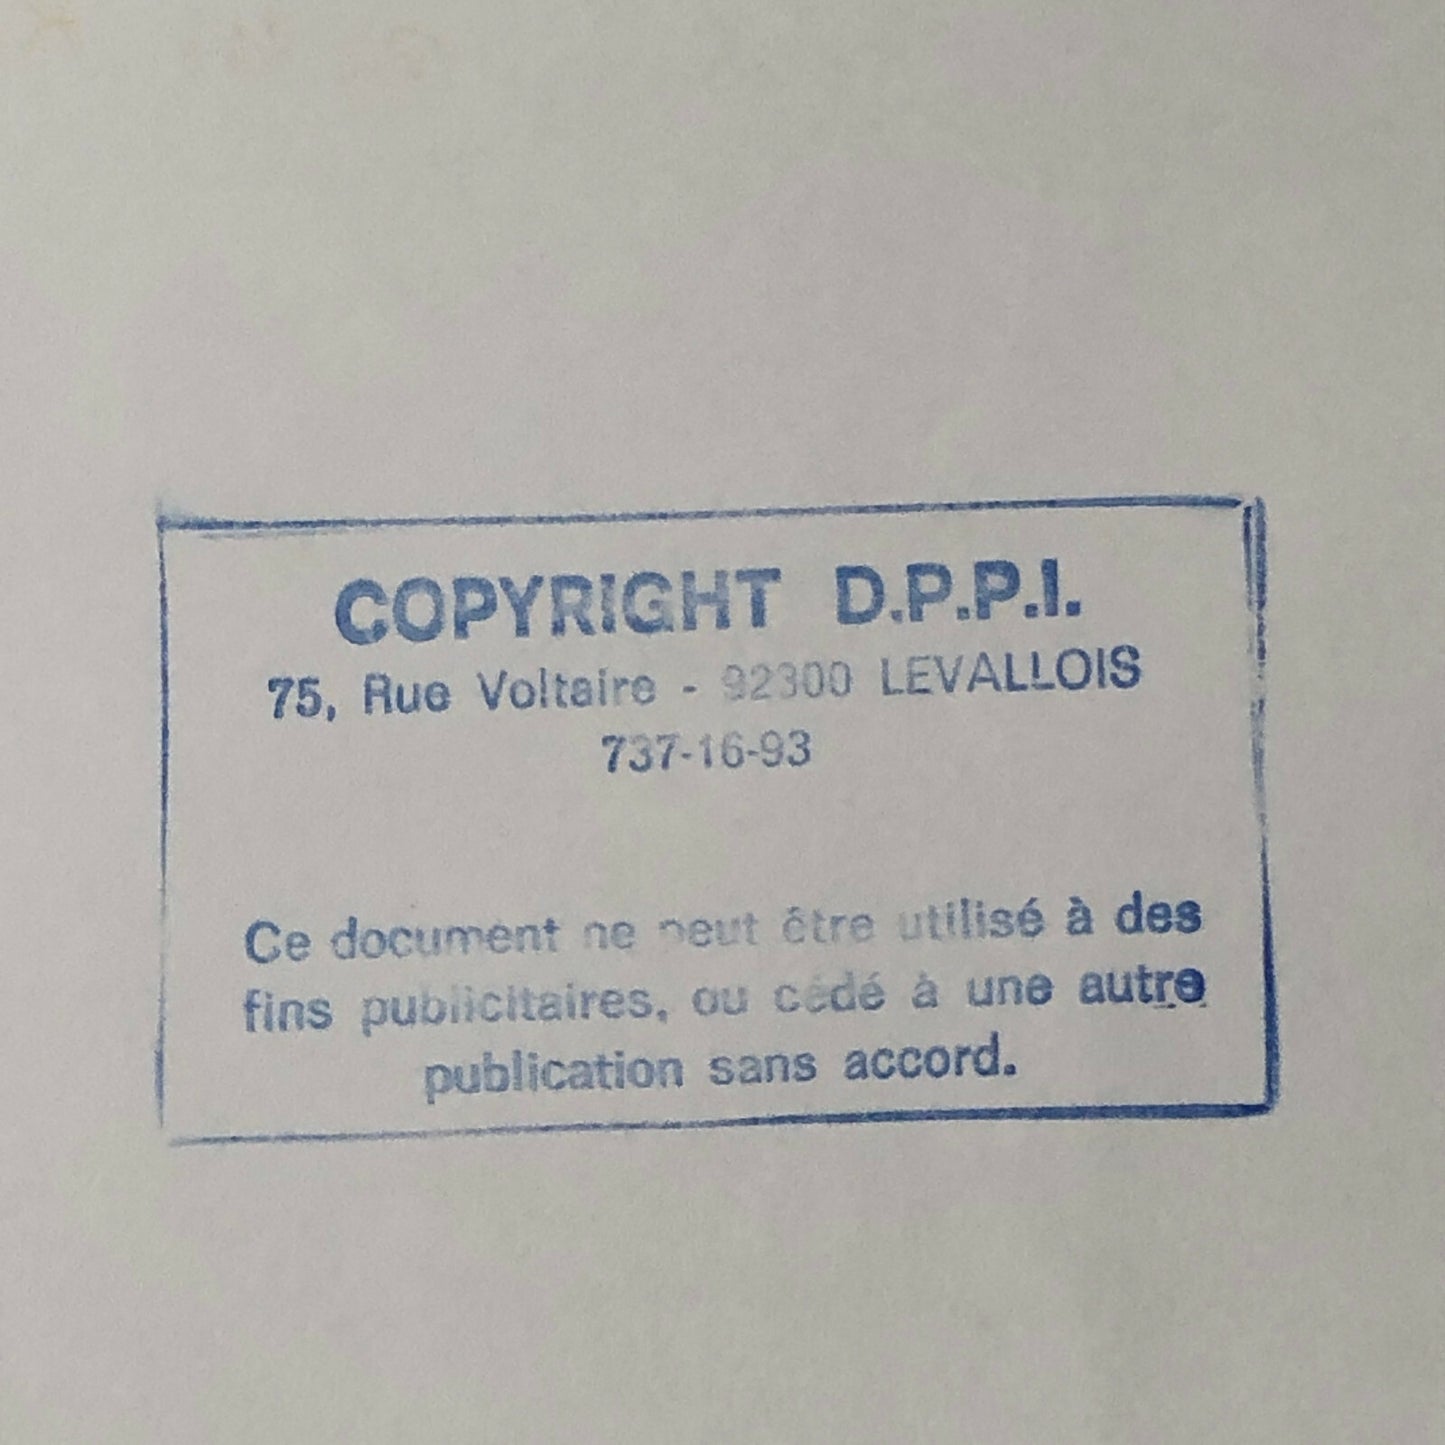 COPYRIGHT D.P.P.I.
75, Rue Voltaire - 92300 LEVALLOIS
737-16-93
Ce document ne peut être utilisé à des
fins publicitaires, ou cédé à une autre
publication sans accord.